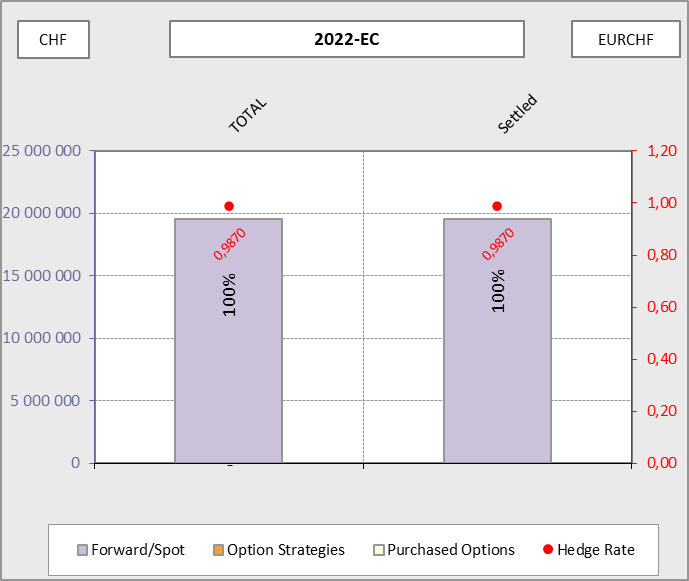 CHF
2022-EC
EURCHF
TOTAL
Settled
25 000 000
20 000 000
15 000 000
10 000 000
5 000 000
0
1,20
1,00
0,80
0,60
0,40
0,20
0,00
0,9870
100%
0,9870
100%
-
Forward/Spot
Option Strategies
Purchased Options
Hedge Rate